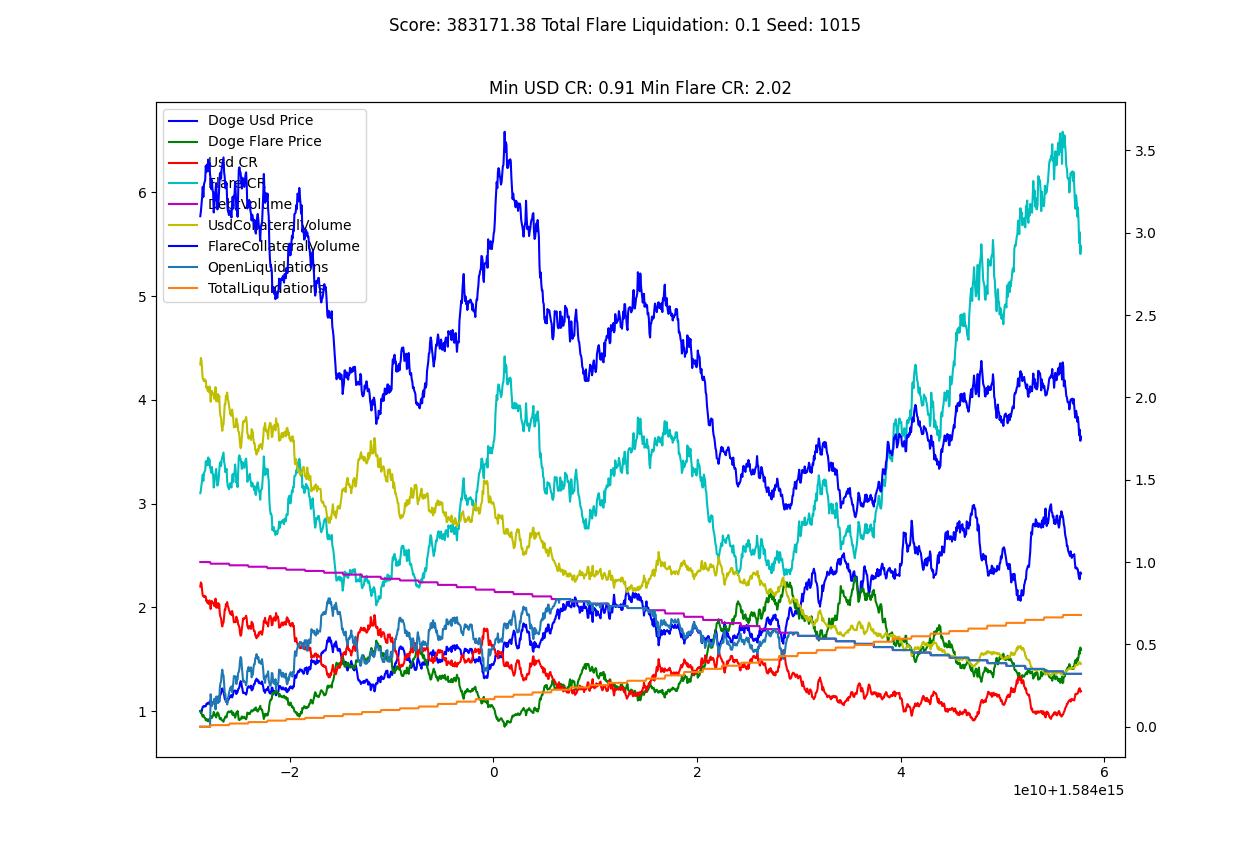 Score: 383171.38 Total Flare Liquidation: 0.1 Seed: 1015
Min USD CR: 0.91 Min Flare CR: 2.02
Doge Usd Price
Doge Flare Price
Usd CR
Flare CR
DebtVolume
UsdCollateralVolume
FlareCollateralVolume
OpenLiquidations
TotalLiquidations
6
5
4
3
2
1
3.5
3.0
2.5
2.0
1.5
1.0
0.5
0.0
−2
0
2
4
6
1e10+1.584e15